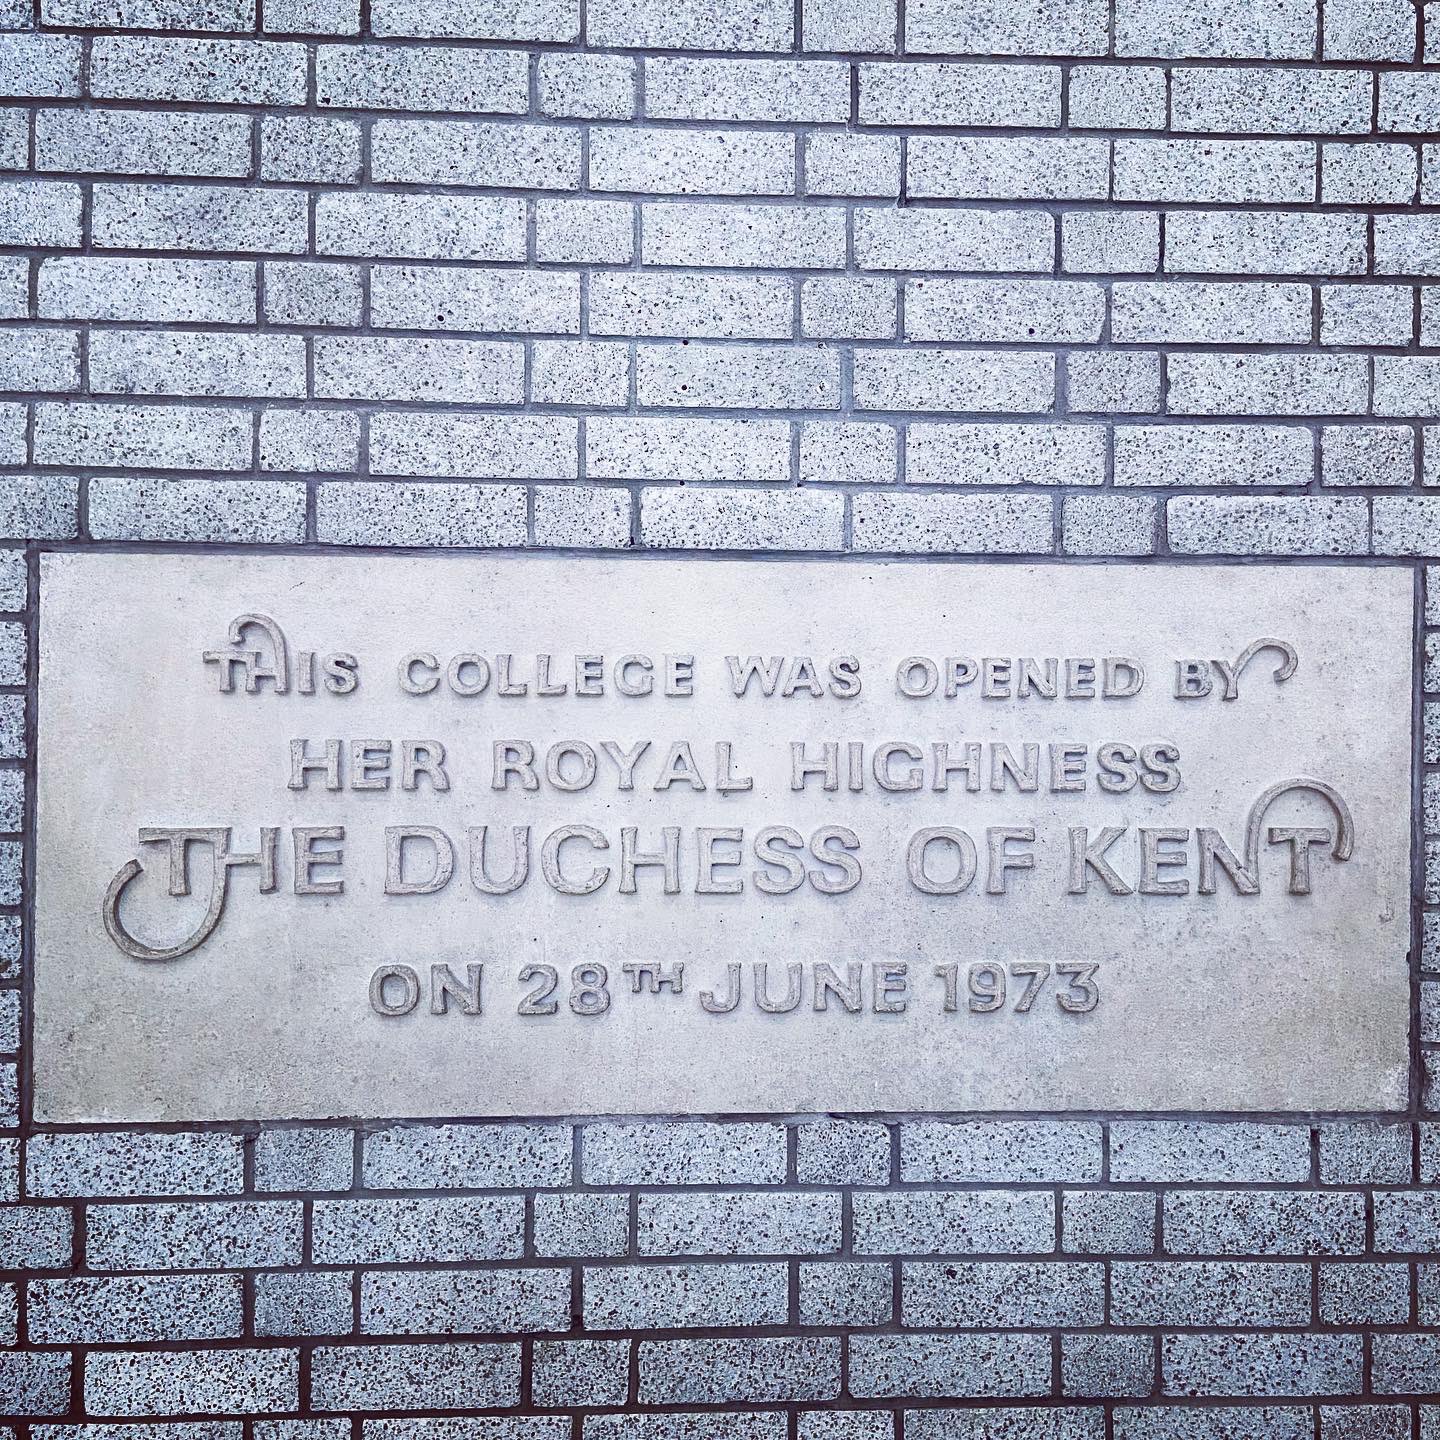 THIS COLLEGE WAS OPENED BY
HER ROYAL HIGHNESS
THE DUCHESS OF KENT
ON 28TH JUNE 1973